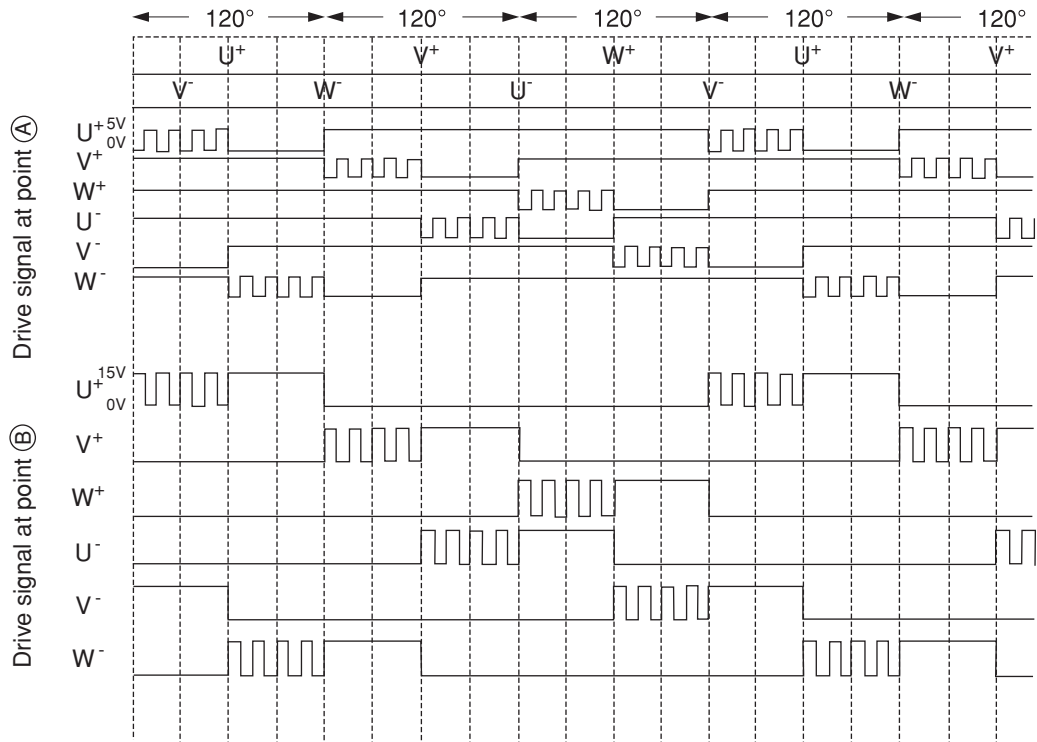 120° 120° 120° 120° 120°
U⁺ V⁺ W⁺ U⁺ V⁺
V⁻ W⁻ U⁻ V⁻ W⁻
Drive signal at point Ⓐ
U⁺ 5V
0V
V⁺
W⁺
U⁻
V⁻
W⁻
Drive signal at point Ⓑ
U⁺ 15V
0V
V⁺
W⁺
U⁻
V⁻
W⁻